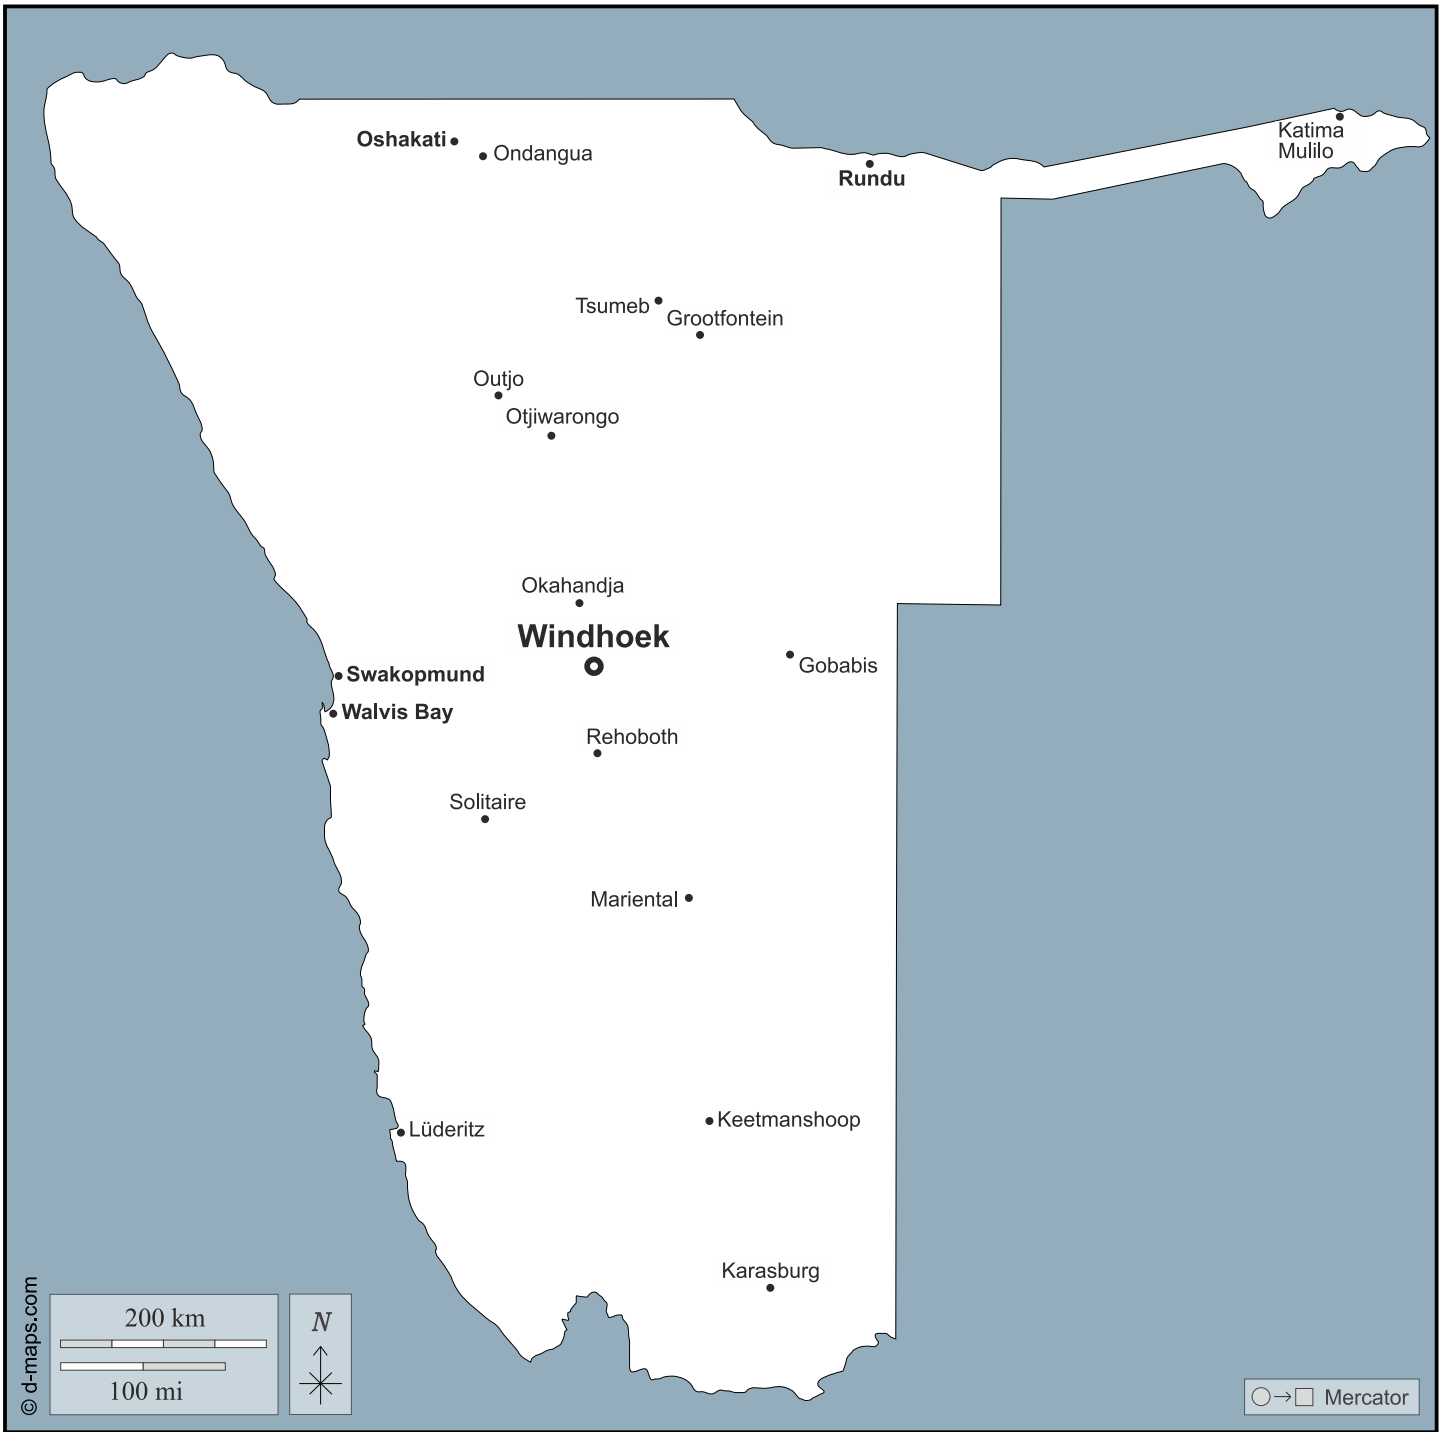 Katima
Mulilo
Oshakati
Ondangua
Rundu
Tsumeb
Grootfontein
Outjo
Otjiwarongo
Okahandja
Windhoek
Gobabis
Swakopmund
Walvis Bay
Rehoboth
Solitaire
Mariental
Keetmanshoop
Lüderitz
Karasburg
© d-maps.com
200 km
100 mi
N
Mercator